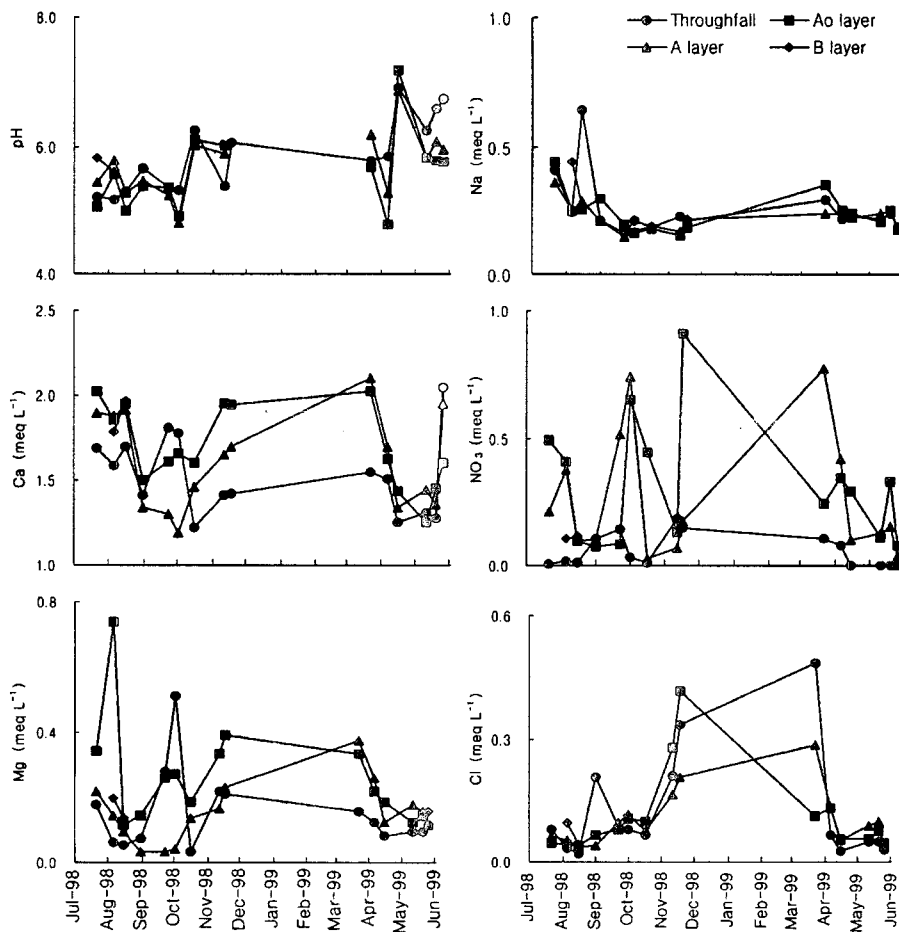 Throughfall
Ao layer
A layer
B layer
8.0
6.0
4.0
pH
1.0
0.5
0.0
Na (meq L⁻¹)
2.5
2.0
1.5
1.0
Ca (meq L⁻¹)
1.0
0.5
0.0
NO₃ (meq L⁻¹)
0.8
0.4
0.0
Mg (meq L⁻¹)
0.6
0.3
0.0
Cl (meq L⁻¹)
Jul-98
Aug-98
Sep-98
Oct-98
Nov-98
Dec-98
Jan-99
Feb-99
Mar-99
Apr-99
May-99
Jun-99
Jul-98
Aug-98
Sep-98
Oct-98
Nov-98
Dec-98
Jan-99
Feb-99
Mar-99
Apr-99
May-99
Jun-99